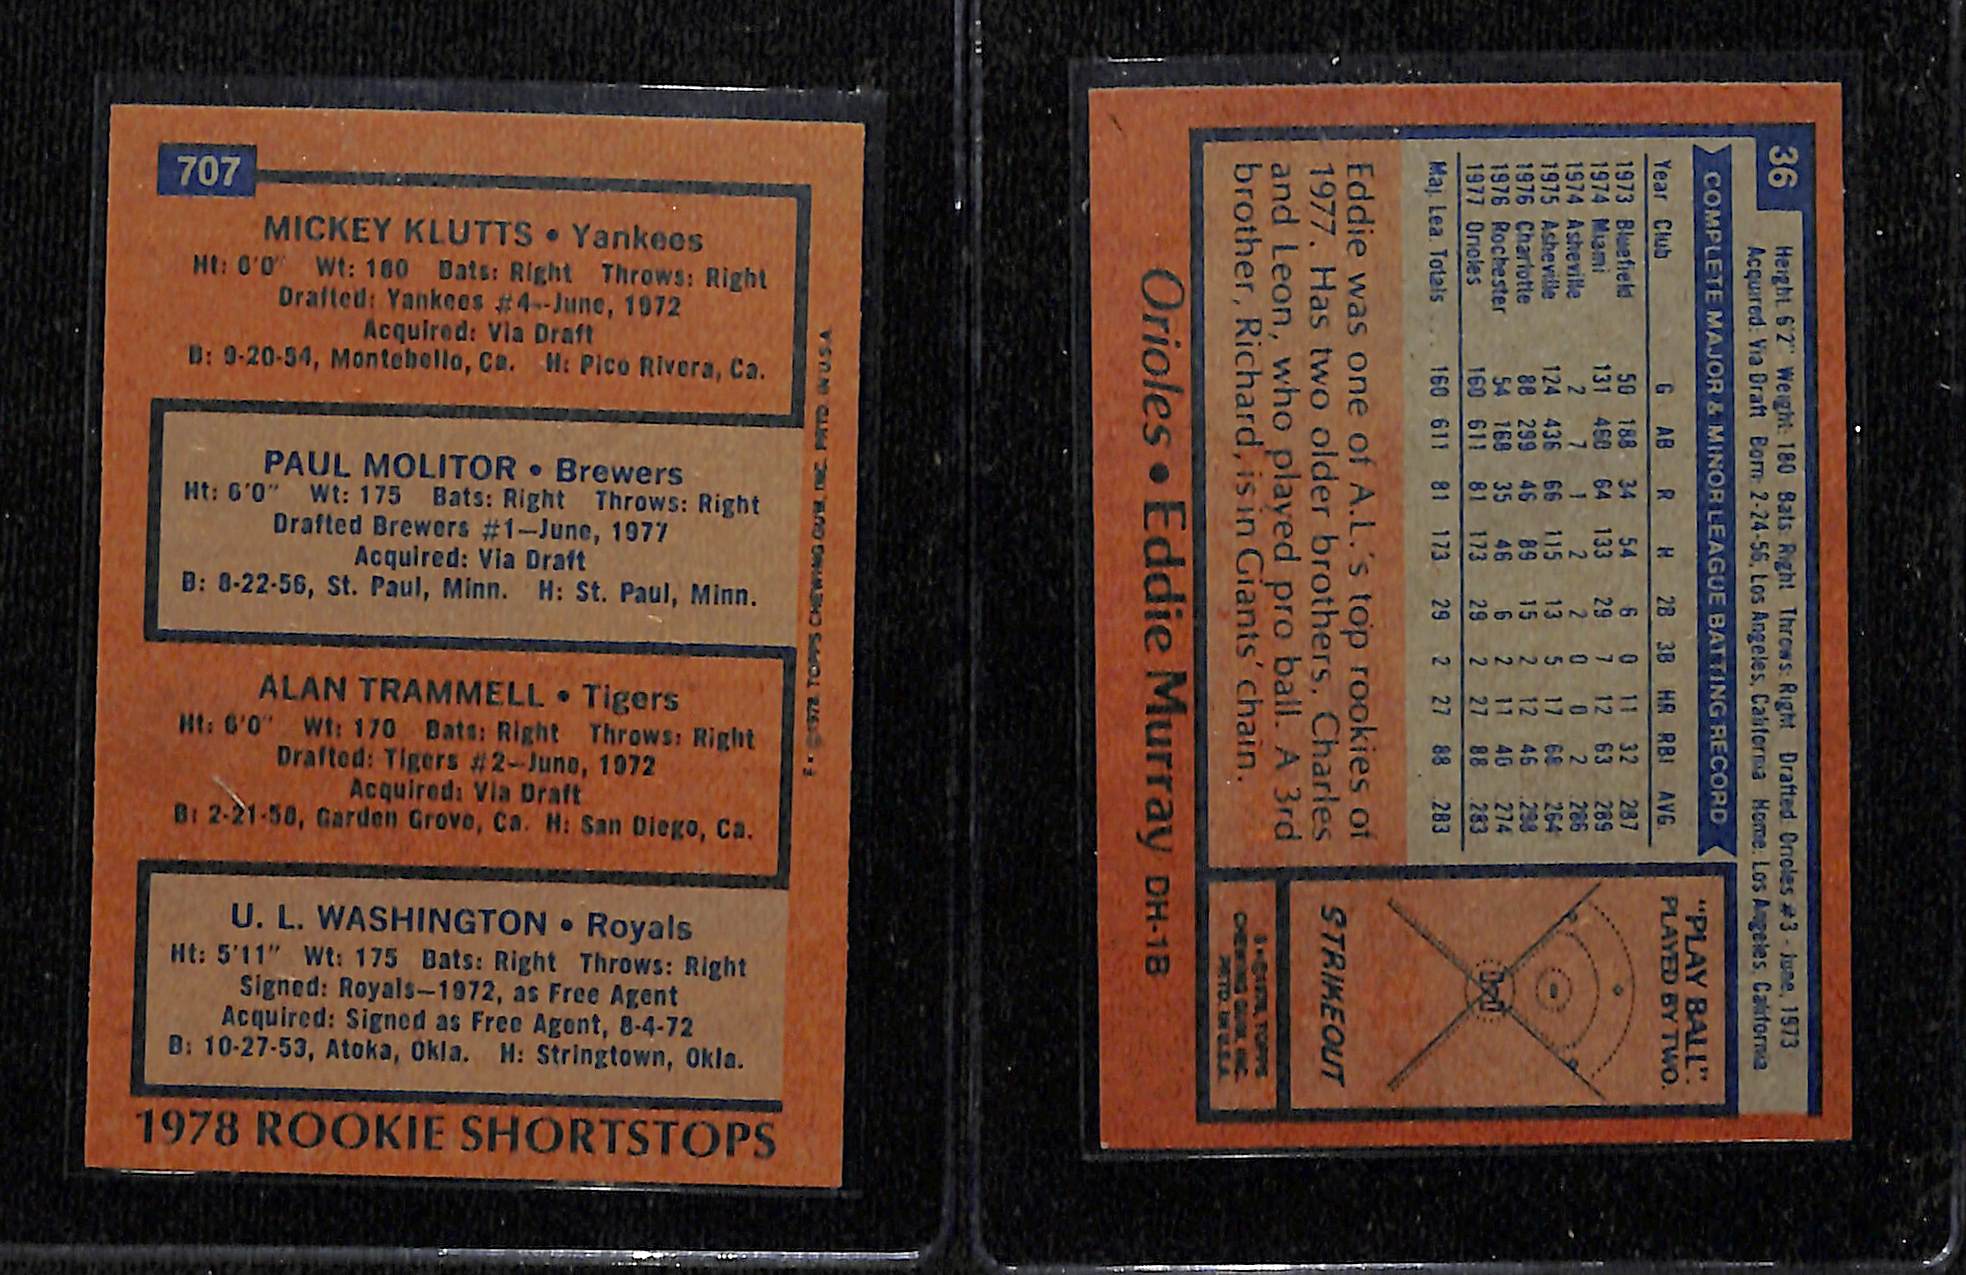 707
MICKEY KLUTTS • Yankees
Ht: 6'0" Wt: 180 Bats: Right Throws: Right
Drafted: Yankees #4--June, 1972
Acquired: Via Draft
B: 9-20-54, Montebello, Ca. H: Pico Rivera, Ca.
PAUL MOLITOR • Brewers
Ht: 6'0" Wt: 175 Bats: Right Throws: Right
Drafted Brewers #1—June, 1977
Acquired: Via Draft
B: 8-22-56, St. Paul, Minn. H: St. Paul, Minn.
ALAN TRAMMELL • Tigers
Ht: 6'0" Wt: 170 Bats: Right Throws: Right
Drafted: Tigers #2—June, 1972
Acquired: Via Draft
B: 2-21-58, Garden Grove, Ca. H: San Diego, Ca.
U. L. WASHINGTON • Royals
Ht: 5'11" Wt: 175 Bats: Right Throws: Right
Signed: Royals—1972, as Free Agent
Acquired: Signed as Free Agent, 8-4-72
B: 10-27-53, Atoka, Okla. H: Stringtown, Okla.
1978 ROOKIE SHORTSTOPS
36
Height 6'2" Weight: 180 Bats: Right Throws: Right Drafted Orioles #3 - June, 1973
Acquired: Via Draft Born: 2-24-56, Los Angeles, California Home: Los Angeles, California
COMPLETE MAJOR & MINOR LEAGUE BATTING RECORD
Year Club G AB R H 2B 3B HR RBI AVG.
1973 Bluefield 50 188 34 54 6 0 11 32 .287
1974 Miami 131 460 64 133 29 7 12 63 .289
1974 Asheville 2 7 1 2 2 0 0 2 .286
1975 Asheville 124 436 66 115 13 5 17 68 .264
1976 Charlotte 88 299 46 89 15 2 12 46 .298
1976 Rochester 54 168 35 46 6 2 11 40 .274
1977 Orioles 160 611 81 173 29 2 27 88 .283
Maj. Lea. Totals ... 160 611 81 173 29 2 27 88 .283
Eddie was one of A.L.'s top rookies of
1977. Has two older brothers, Charles
and Leon, who played pro ball. A 3rd
brother, Richard, is in Giants' chain.
"PLAY BALL".
PLAYED BY TWO.
STRIKEOUT
CHEWING GUM, INC.
PRTD. IN U.S.A.
Orioles • Eddie Murray DH-1B